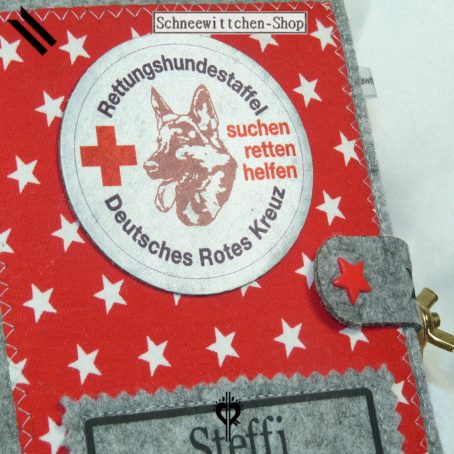 Schneewittchen-Shop
Rettungshundestaffel
suchen
retten
helfen
Deutsches Rotes Kreuz
Steffi